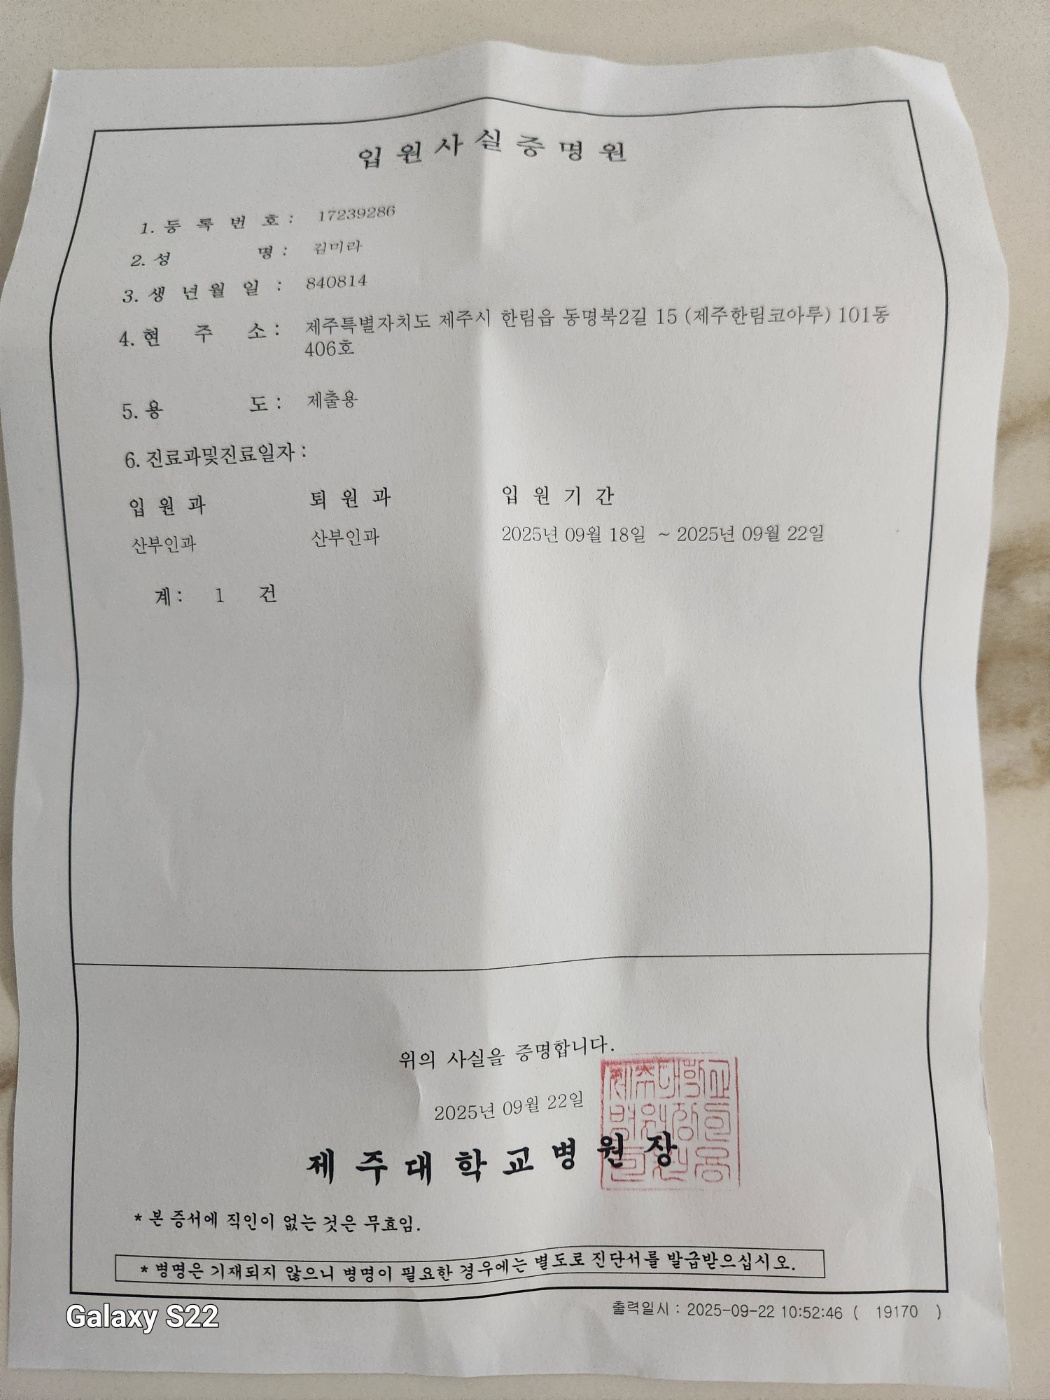 입 원 사 실 증 명 원
1. 등 록 번 호 : 17239286
2. 성 명 : 김미라
3. 생 년 월 일 : 840814
4. 현 주 소 : 제주특별자치도 제주시 한림읍 동명북2길 15 (제주한림코아루) 101동
406호
5. 용 도 : 제출용
6. 진료과및진료일자 :
입 원 과 퇴 원 과 입 원 기 간
산부인과 산부인과 2025년 09월 18일 ~ 2025년 09월 22일
계 : 1 건
위의 사실을 증명합니다.
2025년 09월 22일
제 주 대 학 교 병 원 장
* 본 증서에 직인이 없는 것은 무효임.
* 병명은 기재되지 않으니 병명이 필요한 경우에는 별도로 진단서를 발급받으십시오.
출력일시 : 2025-09-22 10:52:46 ( 19170 )
Galaxy S22